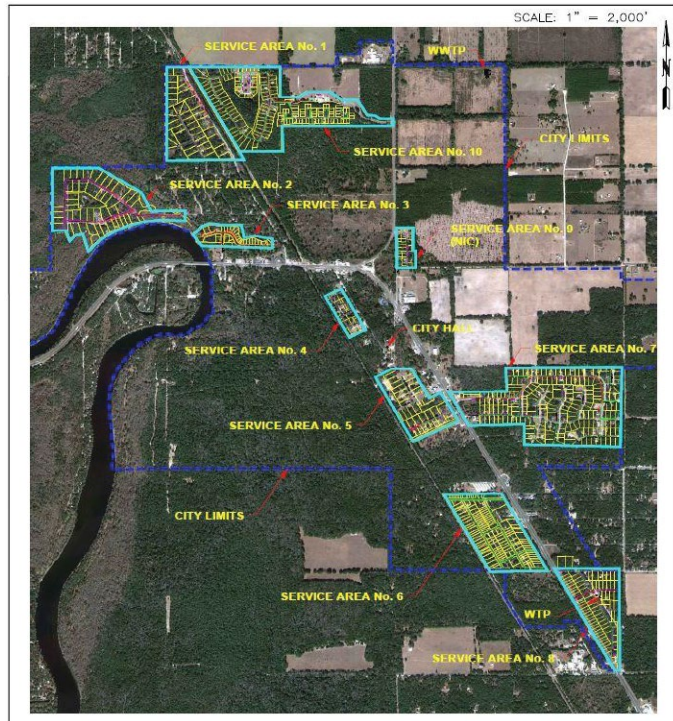 SCALE: 1" = 2,000'
N
SERVICE AREA No. 1
WWTP
CITY LIMITS
SERVICE AREA No. 10
SERVICE AREA No. 2
SERVICE AREA No. 3
SERVICE AREA No. 9
(NIC)
CITY HALL
SERVICE AREA No. 7
SERVICE AREA No. 4
SERVICE AREA No. 5
CITY LIMITS
SERVICE AREA No. 6
WTP
SERVICE AREA No. 8